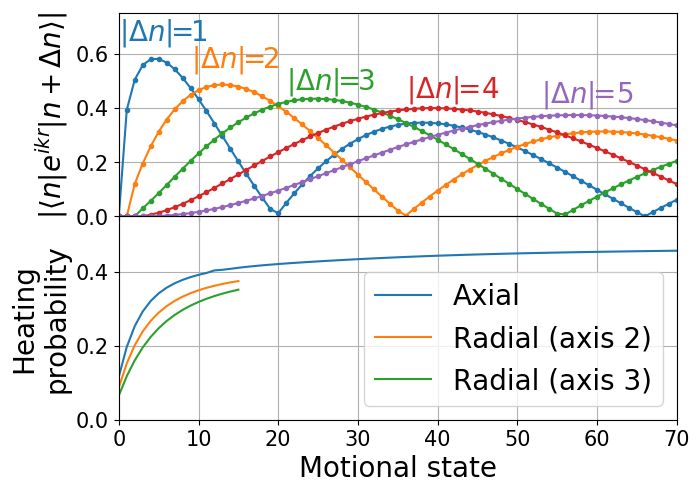 |⟨n|e^{ikr}|n + Δn⟩|
|Δn|=1
|Δn|=2
|Δn|=3
|Δn|=4
|Δn|=5
0.6
0.4
0.2
0.0
Heating
probability
0.4
0.2
0.0
Axial
Radial (axis 2)
Radial (axis 3)
0 10 20 30 40 50 60 70
Motional state